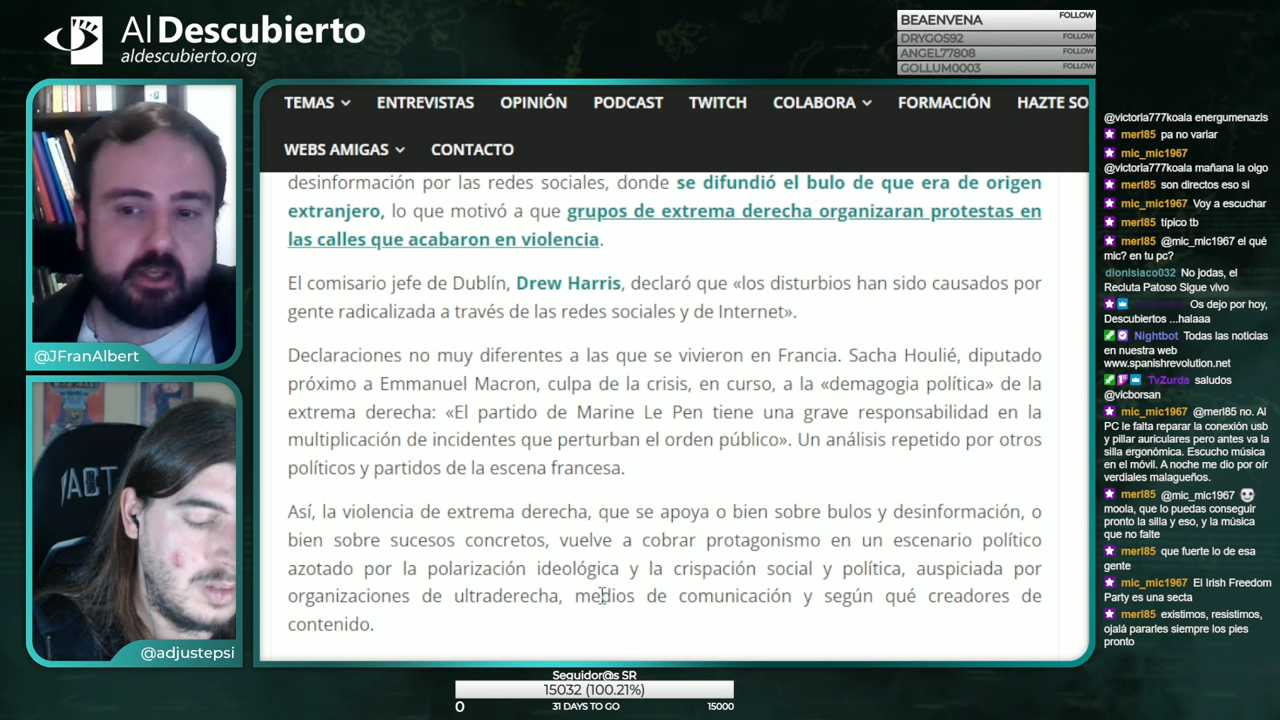 Al Descubierto
aldescubierto.org
BEAENVENA FOLLOW
DRYGOS92 FOLLOW
ANGEL77808 FOLLOW
GOLLUM0003 FOLLOW
TEMAS ENTREVISTAS OPINIÓN PODCAST TWITCH COLABORA FORMACIÓN HAZTE SO
WEBS AMIGAS CONTACTO
desinformación por las redes sociales, donde se difundió el bulo de que era de origen
extranjero, lo que motivó a que grupos de extrema derecha organizaran protestas en
las calles que acabaron en violencia.
El comisario jefe de Dublín, Drew Harris, declaró que «los disturbios han sido causados por
gente radicalizada a través de las redes sociales y de Internet».
Declaraciones no muy diferentes a las que se vivieron en Francia. Sacha Houlié, diputado
próximo a Emmanuel Macron, culpa de la crisis, en curso, a la «demagogia política» de la
extrema derecha: «El partido de Marine Le Pen tiene una grave responsabilidad en la
multiplicación de incidentes que perturban el orden público». Un análisis repetido por otros
políticos y partidos de la escena francesa.
Así, la violencia de extrema derecha, que se apoya o bien sobre bulos y desinformación, o
bien sobre sucesos concretos, vuelve a cobrar protagonismo en un escenario político
azotado por la polarización ideológica y la crispación social y política, auspiciada por
organizaciones de ultraderecha, medios de comunicación y según qué creadores de
contenido.
@JFranAlbert
@adjustepsi
@victoria777koala energumenazis
merl85 pa no variar
mic_mic1967
@victoria777koala mañana la oigo
merl85 son directos eso si
mic_mic1967 Voy a escuchar
merl85 típico tb
merl85 @mic_mic1967 el qué
mic? en tu pc?
dionisiaco032 No jodas, el
Recluta Patoso Sigue vivo
Os dejo por hoy,
Descubiertos ...halaaa
Nightbot Todas las noticias
en nuestra web
www.spanishrevolution.net
TvZurda saludos
@vicborsan
mic_mic1967 @merl85 no. Al
PC le falta reparar la conexión usb
y pillar auriculares pero antes va la
silla ergonómica. Escucho música
en el móvil. A noche me dio por oír
verdiales malagueños.
merl85 @mic_mic1967
moola, que lo puedas conseguir
pronto la silla y eso, y la música
que no falte
merl85 que fuerte lo de esa
gente
mic_mic1967 El Irish Freedom
Party es una secta
merl85 existimos, resistimos,
ojalá pararles siempre los pies
pronto
Seguidor@s SR
15032 (100.21%)
0 31 DAYS TO GO 15000